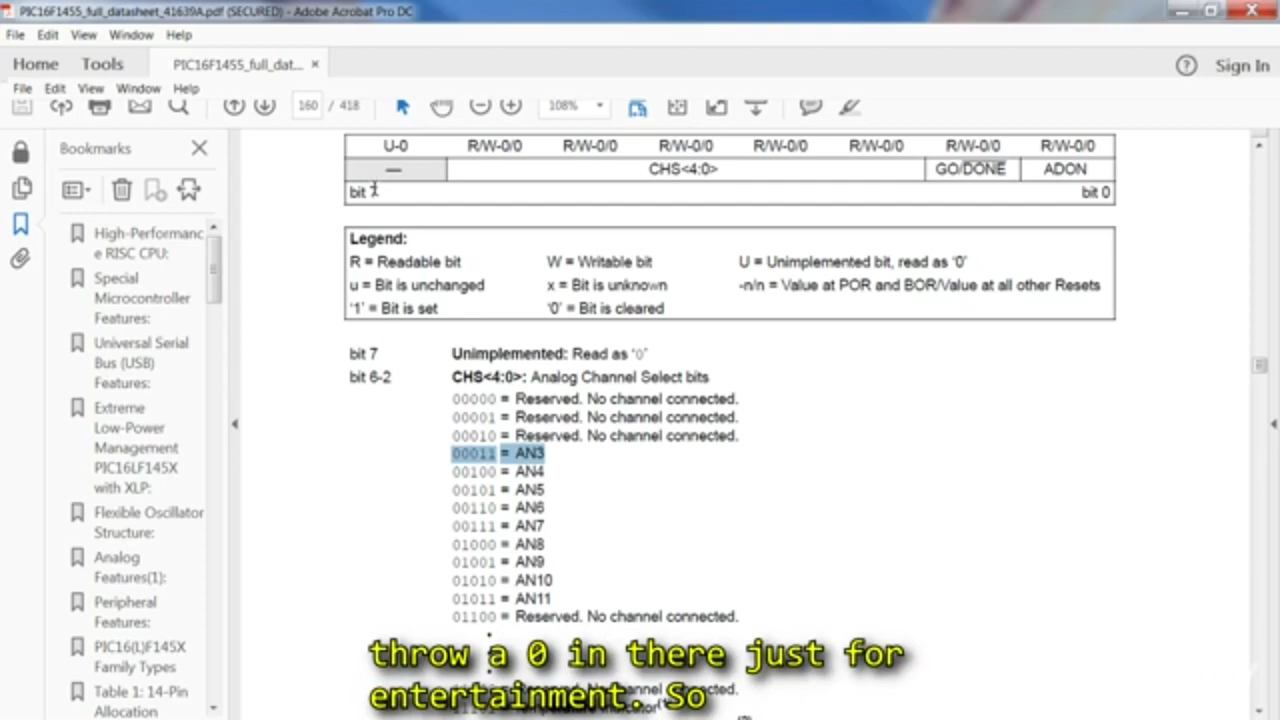 PIC16F1455_full_datasheet_41639A.pdf (SECURED) - Adobe Acrobat Pro DC
File Edit View Window Help
Home Tools PIC16F1455_full_dat... × ? Sign In
File Edit View Window Help
160 / 418 108%
Bookmarks
High-Performanc
e RISC CPU:
Special
Microcontroller
Features:
Universal Serial
Bus (USB)
Features:
Extreme
Low-Power
Management
PIC16LF145X
with XLP:
Flexible Oscillator
Structure:
Analog
Features(1):
Peripheral
Features:
PIC16(L)F145X
Family Types
Table 1: 14-Pin
Allocation
U-0 R/W-0/0 R/W-0/0 R/W-0/0 R/W-0/0 R/W-0/0 R/W-0/0 R/W-0/0
— CHS<4:0> GO/DONE ADON
bit 7 bit 0
Legend:
R = Readable bit W = Writable bit U = Unimplemented bit, read as ‘0’
u = Bit is unchanged x = Bit is unknown -n/n = Value at POR and BOR/Value at all other Resets
‘1’ = Bit is set ‘0’ = Bit is cleared
bit 7 Unimplemented: Read as ‘0’
bit 6-2 CHS<4:0>: Analog Channel Select bits
00000 = Reserved. No channel connected.
00001 = Reserved. No channel connected.
00010 = Reserved. No channel connected.
00011 = AN3
00100 = AN4
00101 = AN5
00110 = AN6
00111 = AN7
01000 = AN8
01001 = AN9
01010 = AN10
01011 = AN11
01100 = Reserved. No channel connected.
throw a 0 in there just for
entertainment. So
No channel connected.